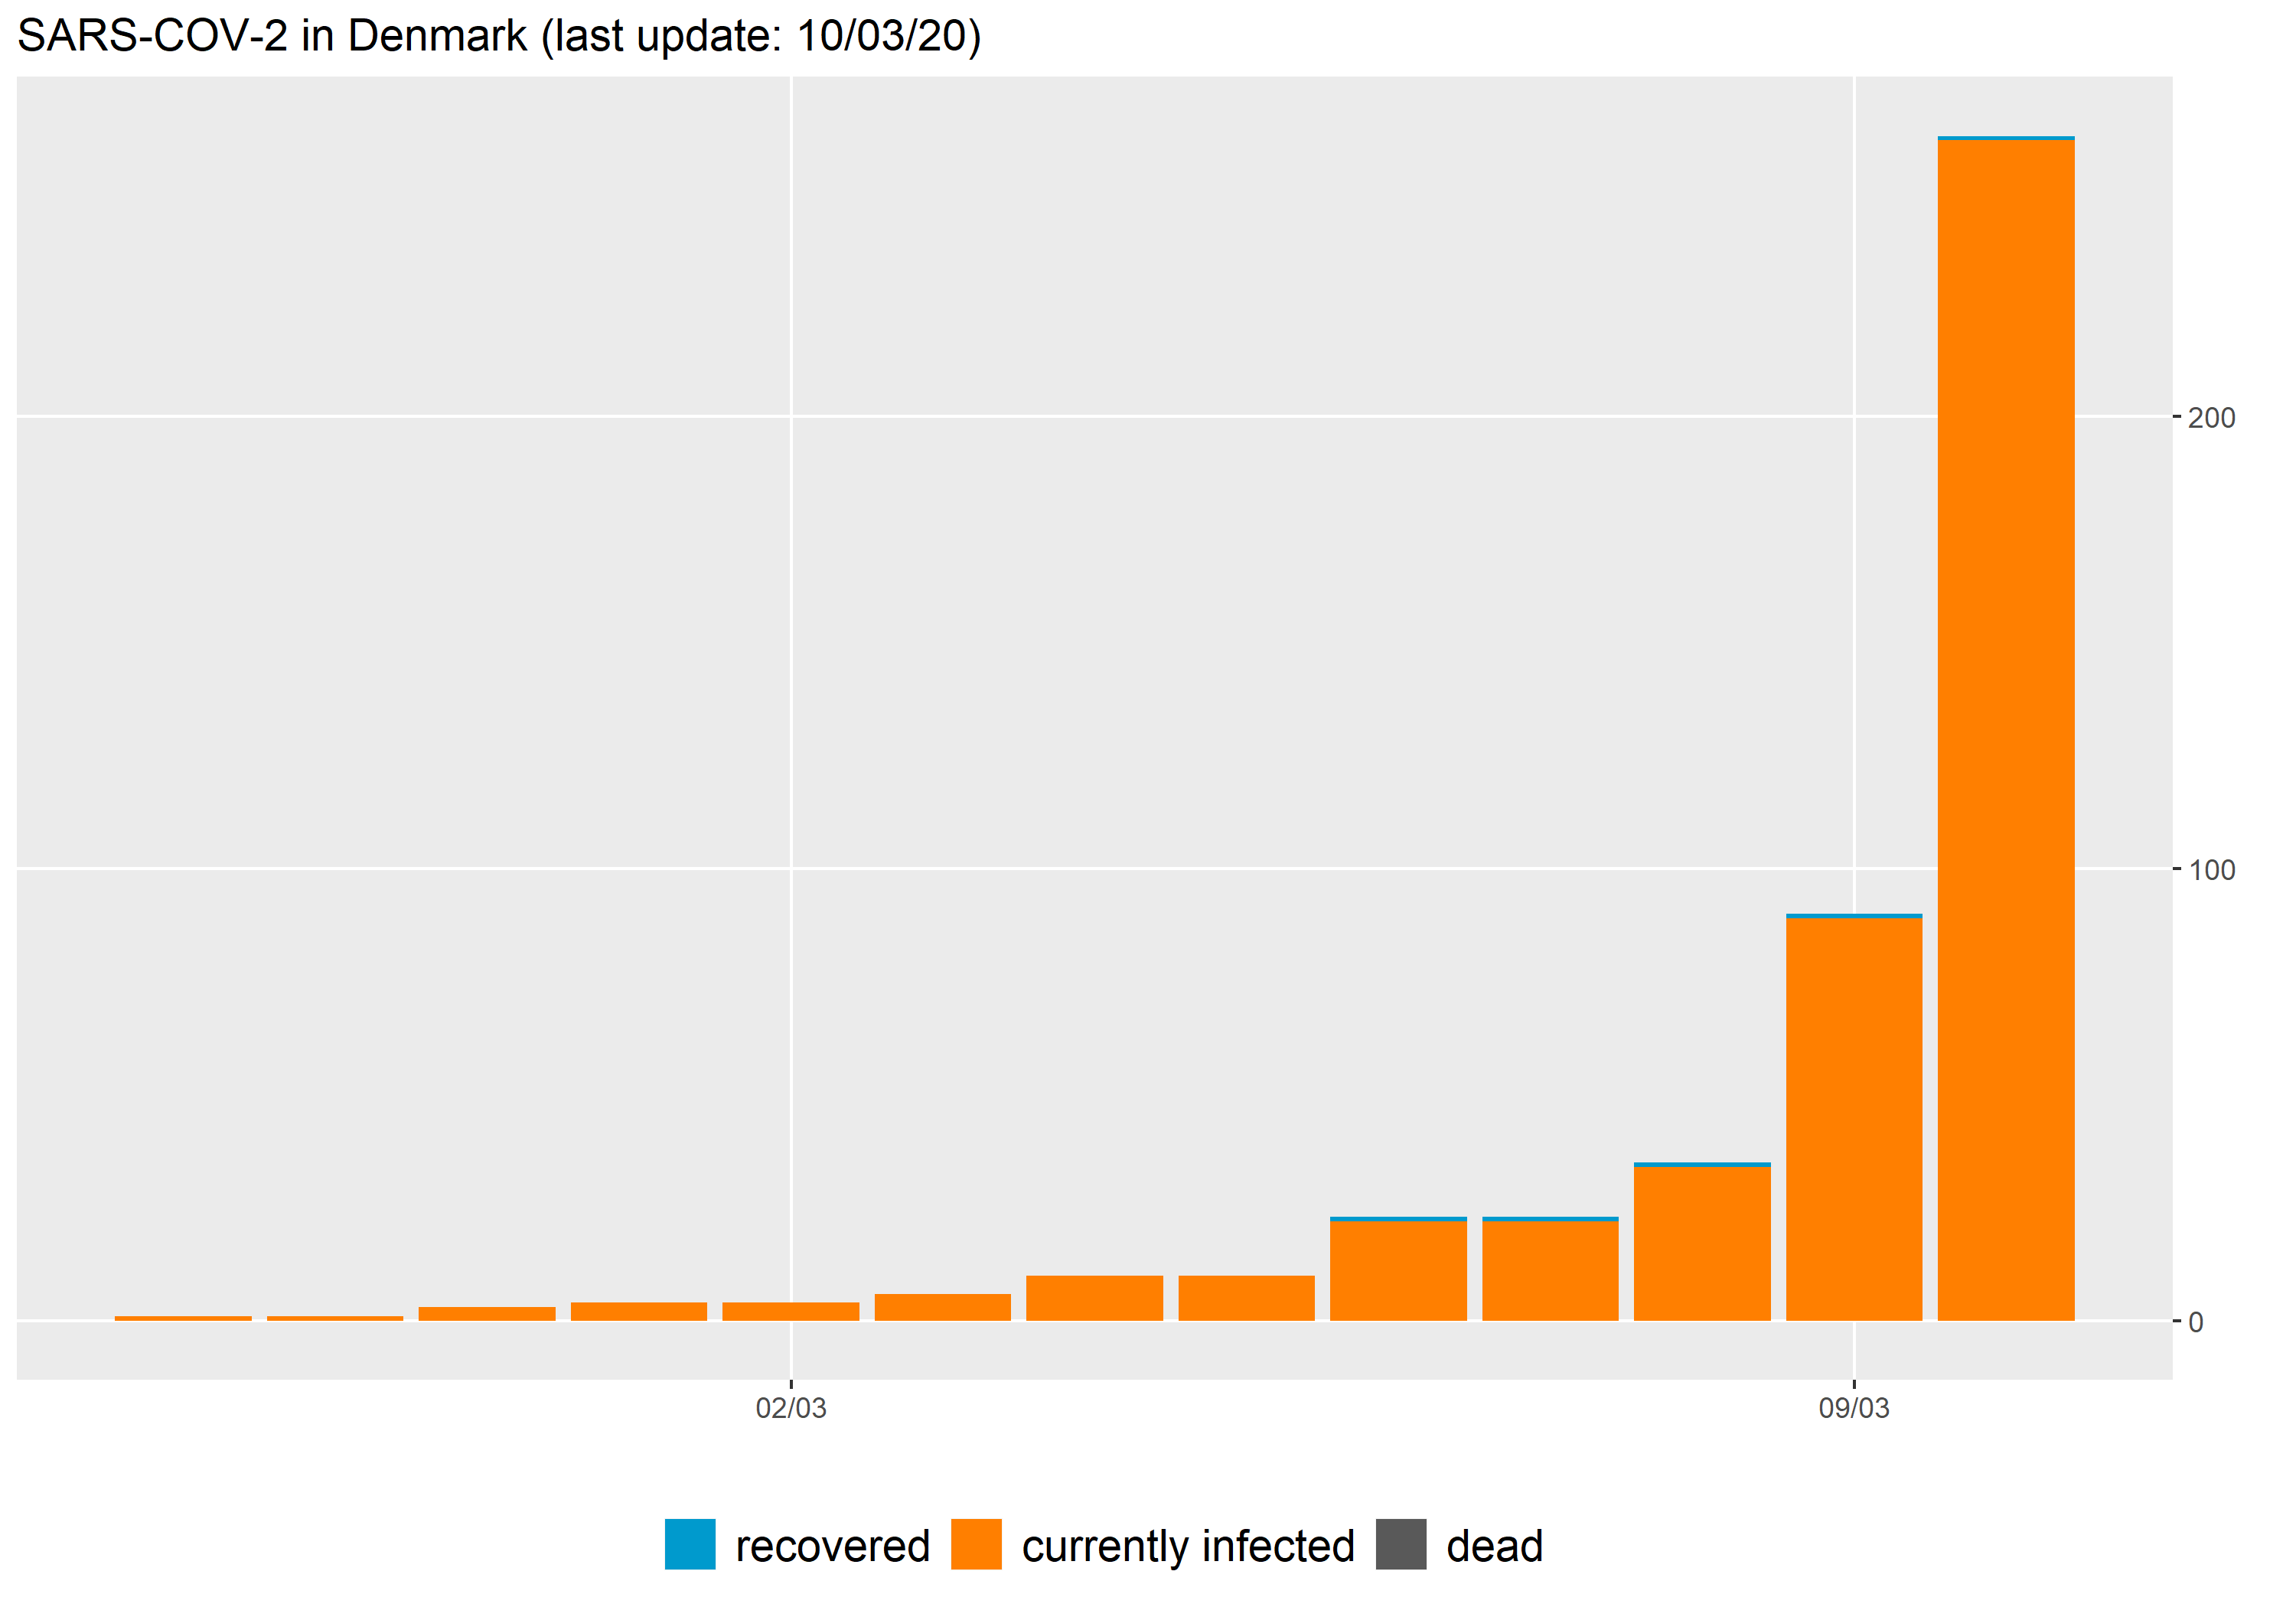 SARS-COV-2 in Denmark (last update: 10/03/20)
200
100
0
02/03 09/03
recovered currently infected dead